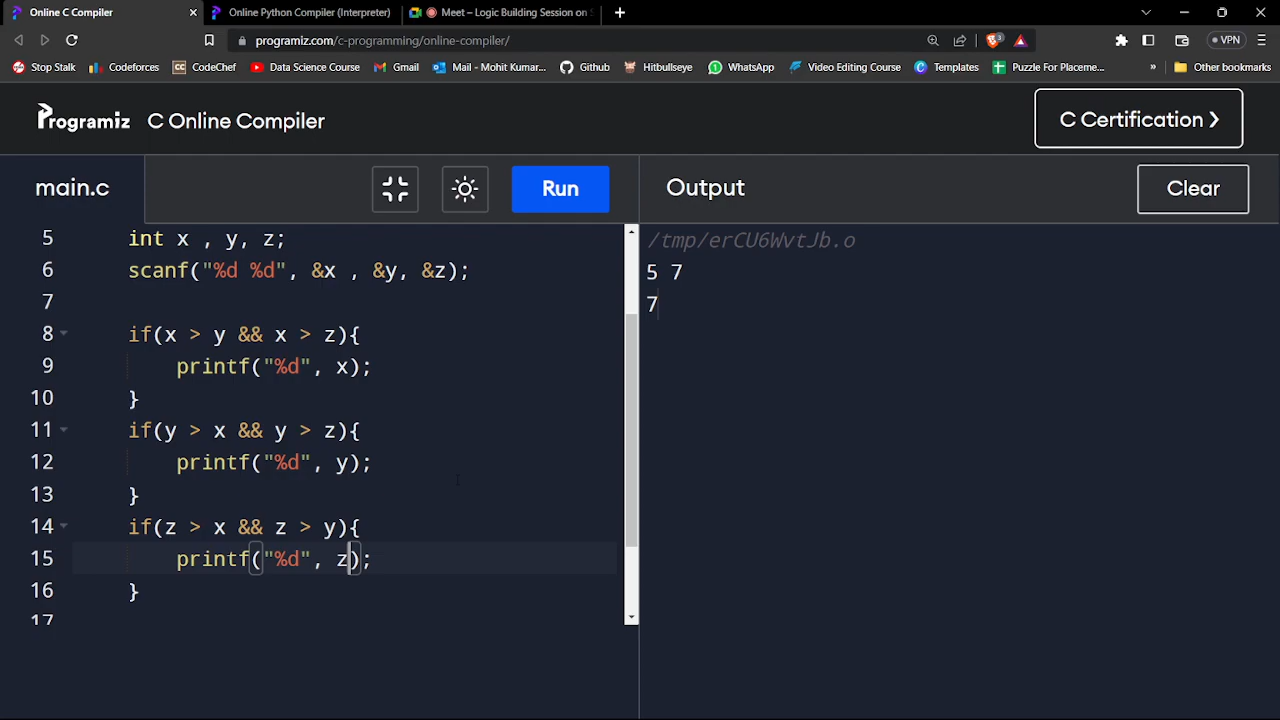 Online C Compiler
Online Python Compiler (Interpreter)
Meet – Logic Building Session on
programiz.com/c-programming/online-compiler/
3
VPN
Stop Stalk
Codeforces
CodeChef
Data Science Course
Gmail
Mail - Mohit Kumar...
Github
Hitbullseye
WhatsApp
Video Editing Course
Templates
Puzzle For Placeme...
»
Other bookmarks
Programiz
C Online Compiler
C Certification ❯
main.c
Run
Output
Clear
5 int x , y, z;
6 scanf("%d %d", &x , &y, &z);
7
8 if(x > y && x > z){
9 printf("%d", x);
10 }
11 if(y > x && y > z){
12 printf("%d", y);
13 }
14 if(z > x && z > y){
15 printf("%d", z);
16 }
17
/tmp/erCU6WvtJb.o
5 7
7